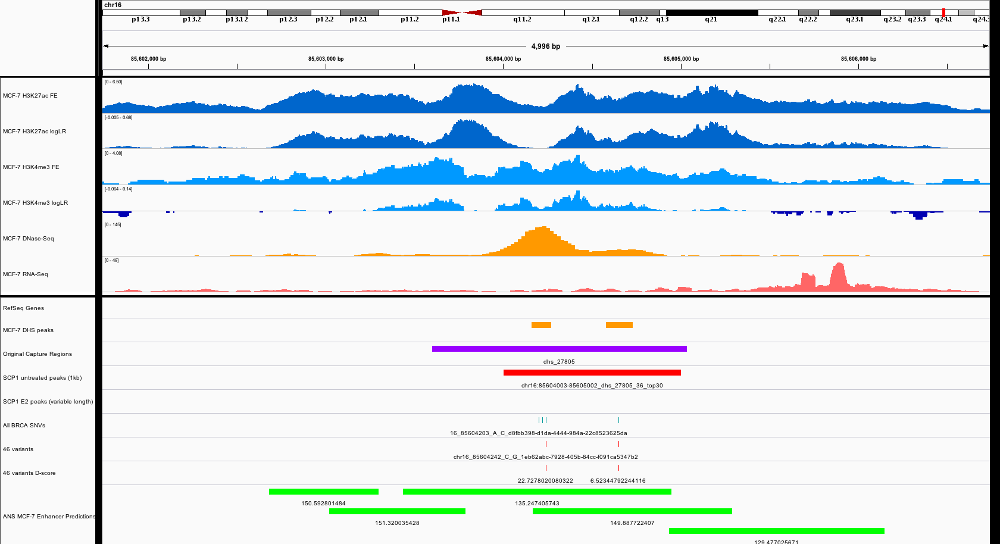 chr16
p13.3 p13.2 p13.12 p12.3 p12.2 p12.1 p11.2 p11.1 q11.2 q12.1 q12.2 q13 q21 q22.1 q22.2 q23.1 q23.2 q23.3 q24.1 q24.3
4,996 bp
85,602,000 bp 85,603,000 bp 85,604,000 bp 85,605,000 bp 85,606,000 bp
[0 - 6.50]
MCF-7 H3K27ac FE
[-0.005 - 0.68]
MCF-7 H3K27ac logLR
[0 - 4.08]
MCF-7 H3K4me3 FE
[-0.064 - 0.14]
MCF-7 H3K4me3 logLR
[0 - 145]
MCF-7 DNase-Seq
[0 - 49]
MCF-7 RNA-Seq
RefSeq Genes
MCF-7 DHS peaks
Original Capture Regions
dhs_27805
SCP1 untreated peaks (1kb)
chr16:85604003-85605002_dhs_27805_36_top30
SCP1 E2 peaks (variable length)
All BRCA SNVs
16_85604203_A_C_d8fbb398-d1da-4444-984a-22c8523625da
46 variants
chr16_85604242_C_G_1eb62abc-7928-405b-84cc-f091ca5347b2
46 variants D-score
22.7278020080322 6.52344792244116
150.592801484 135.247405743
ANS MCF-7 Enhancer Predictions
151.320035428 149.887722407
129.477025671